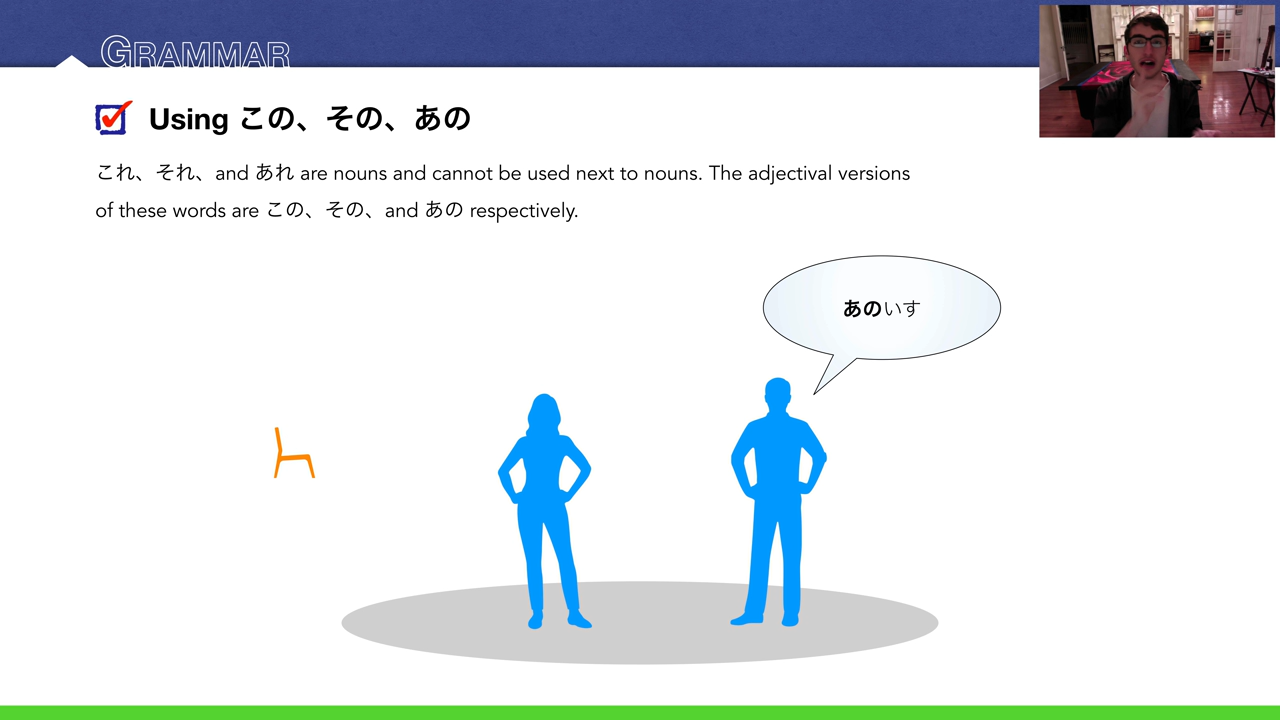 GRAMMAR
Using この、その、あの
これ、それ、and あれ are nouns and cannot be used next to nouns. The adjectival versions
of these words are この、その、and あの respectively.
あのいす